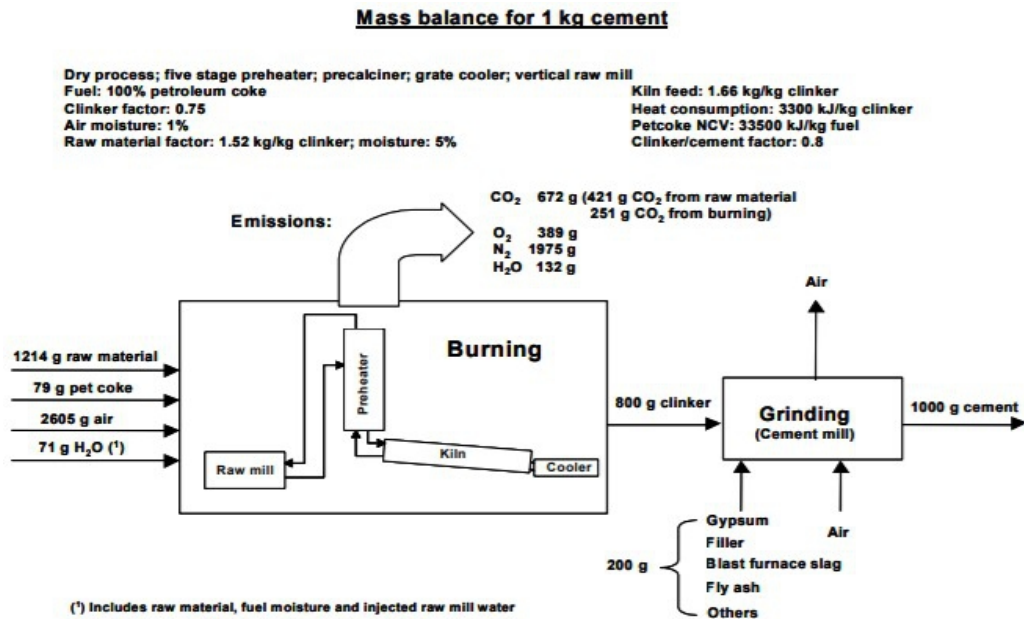 Mass balance for 1 kg cement
Dry process; five stage preheater; precalciner; grate cooler; vertical raw mill
Fuel: 100% petroleum coke
Clinker factor: 0.75
Air moisture: 1%
Raw material factor: 1.52 kg/kg clinker; moisture: 5%
Kiln feed: 1.66 kg/kg clinker
Heat consumption: 3300 kJ/kg clinker
Petcoke NCV: 33500 kJ/kg fuel
Clinker/cement factor: 0.8
Emissions:
CO₂ 672 g (421 g CO₂ from raw material
251 g CO₂ from burning)
O₂ 389 g
N₂ 1975 g
H₂O 132 g
Air
1214 g raw material
79 g pet coke
2605 g air
71 g H₂O (¹)
Burning
Preheater
Raw mill
Kiln
Cooler
800 g clinker
Grinding
(Cement mill)
1000 g cement
200 g
Gypsum
Filler
Blast furnace slag
Fly ash
Others
Air
(¹) Includes raw material, fuel moisture and injected raw mill water